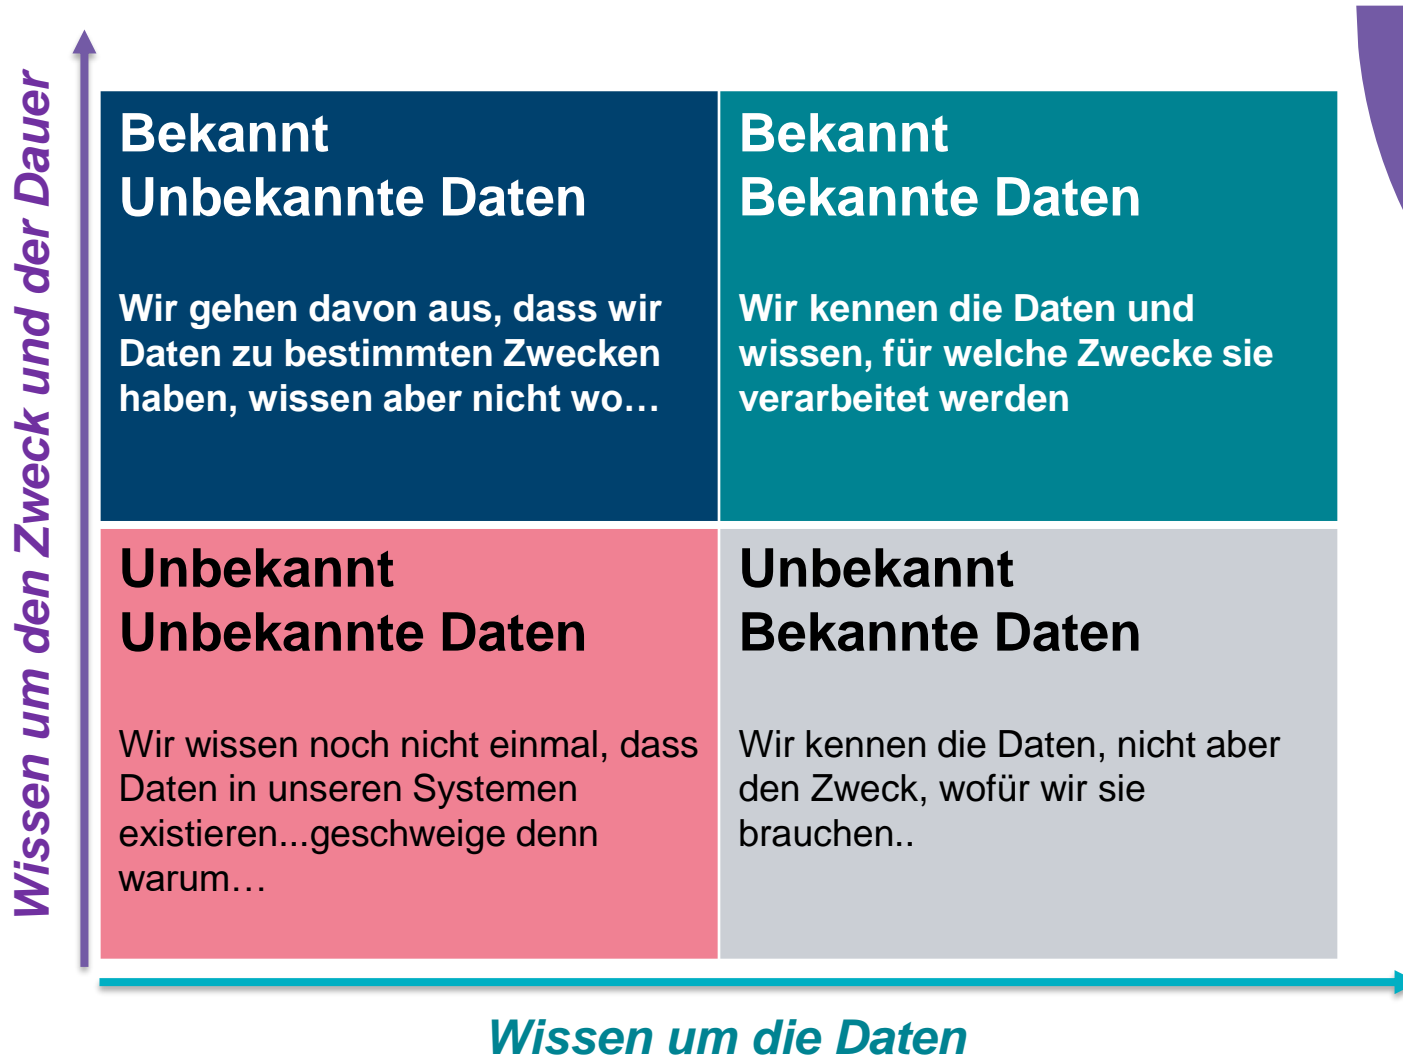 Wissen um den Zweck und der Dauer
Bekannt
Unbekannte Daten
Wir gehen davon aus, dass wir
Daten zu bestimmten Zwecken
haben, wissen aber nicht wo…
Bekannt
Bekannte Daten
Wir kennen die Daten und
wissen, für welche Zwecke sie
verarbeitet werden
Unbekannt
Unbekannte Daten
Wir wissen noch nicht einmal, dass
Daten in unseren Systemen
existieren...geschweige denn
warum…
Unbekannt
Bekannte Daten
Wir kennen die Daten, nicht aber
den Zweck, wofür wir sie
brauchen..
Wissen um die Daten